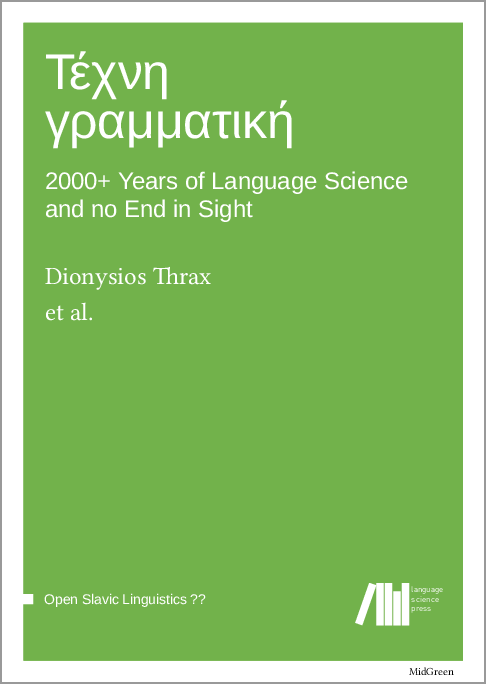 Τέχνη
γραμματική
2000+ Years of Language Science
and no End in Sight
Dionysios Thrax
et al.
Open Slavic Linguistics ??
language
science
press
MidGreen